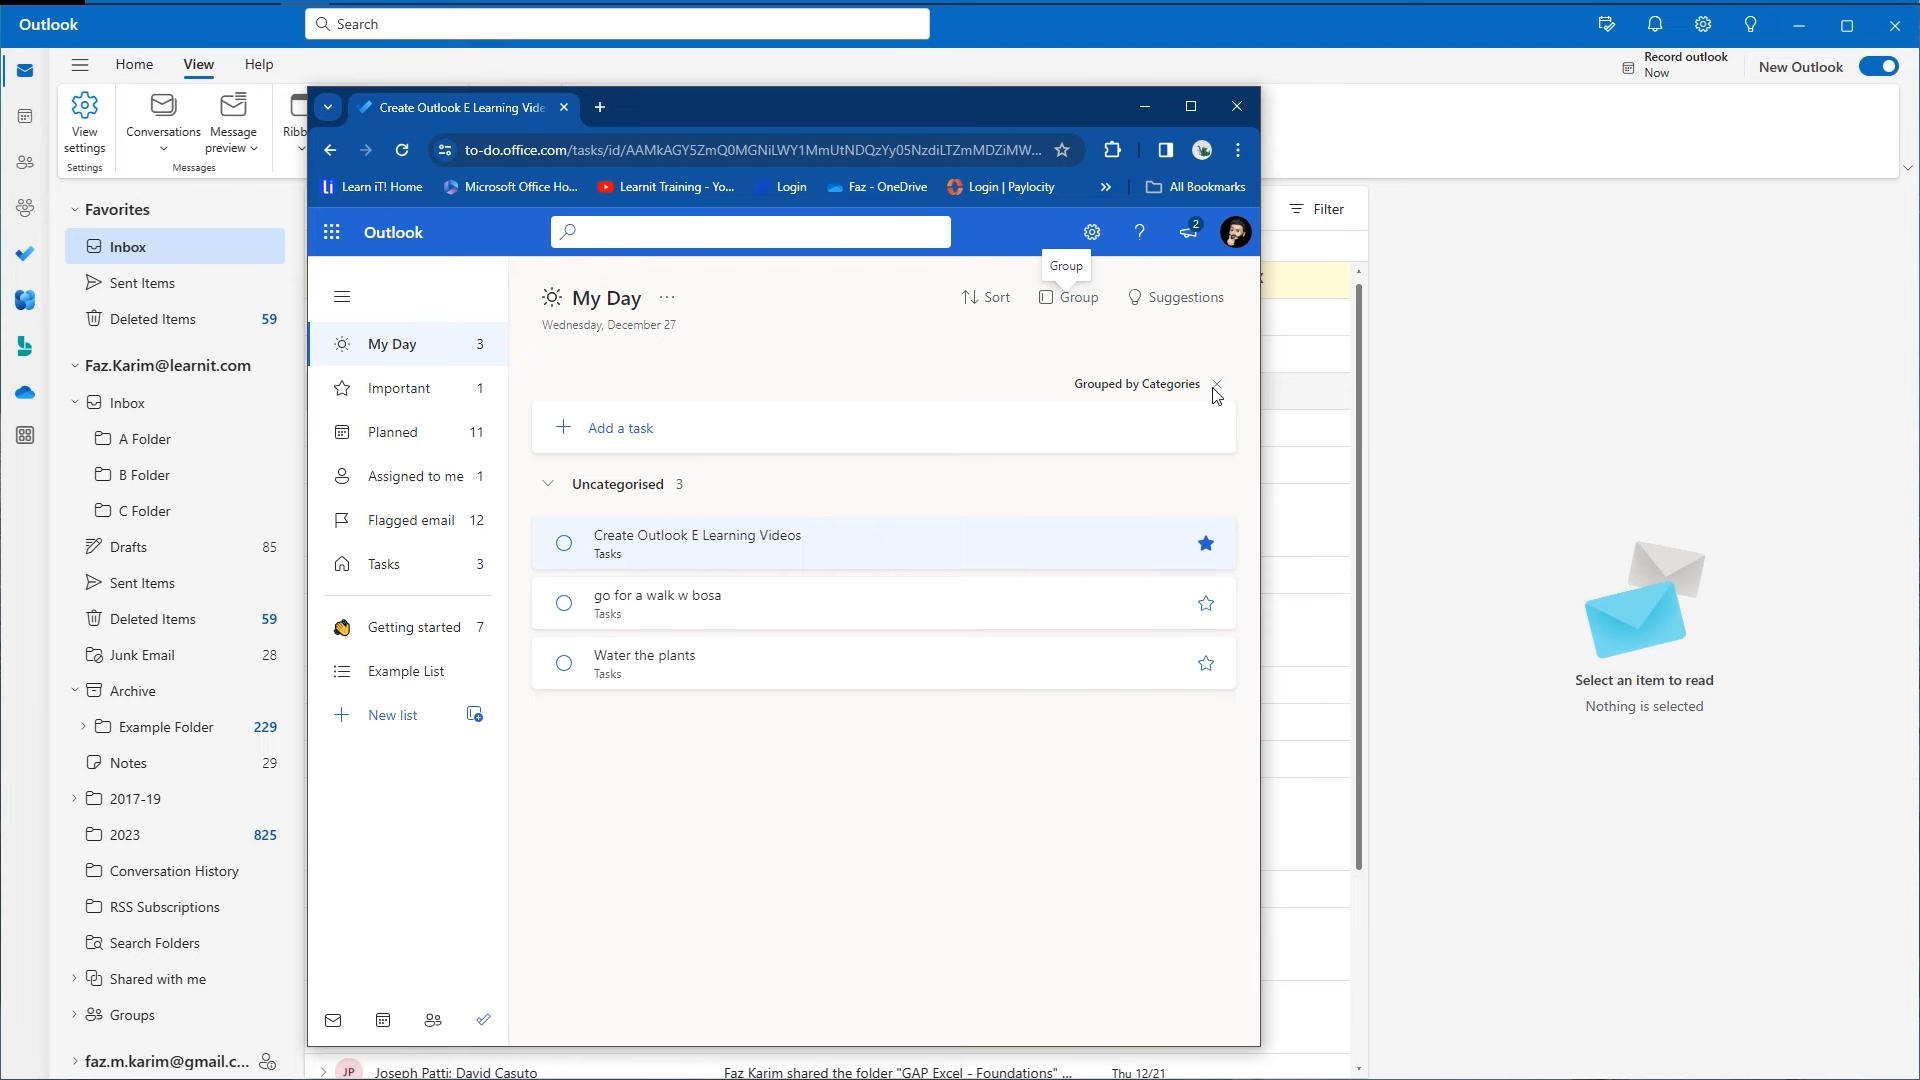 Outlook
Search
Home
View
Help
Record outlook
Now
New Outlook
View
settings
Settings
Conversations
Message
preview
Messages
Ribb
Create Outlook E Learning Vide
to-do.office.com/tasks/id/AAMkAGY5ZmQ0MGNiLWY1MmUtNDQzYy05NzdiLTZmMDZiMW...
Learn iT! Home
Microsoft Office Ho...
Learnit Training - Yo...
Login
Faz - OneDrive
Login | Paylocity
All Bookmarks
Outlook
2
Group
My Day
Wednesday, December 27
Sort
Group
Suggestions
Grouped by Categories
Add a task
Uncategorised 3
Create Outlook E Learning Videos
Tasks
go for a walk w bosa
Tasks
Water the plants
Tasks
My Day 3
Important 1
Planned 11
Assigned to me 1
Flagged email 12
Tasks 3
Getting started 7
Example List
New list
Favorites
Inbox
Sent Items
Deleted Items 59
Faz.Karim@learnit.com
Inbox
A Folder
B Folder
C Folder
Drafts 85
Sent Items
Deleted Items 59
Junk Email 28
Archive
Example Folder 229
Notes 29
2017-19
2023 825
Conversation History
RSS Subscriptions
Search Folders
Shared with me
Groups
faz.m.karim@gmail.c...
Filter
Select an item to read
Nothing is selected
JP Joseph Patti; David Casuto Faz Karim shared the folder "GAP Excel - Foundations" ... Thu 12/21